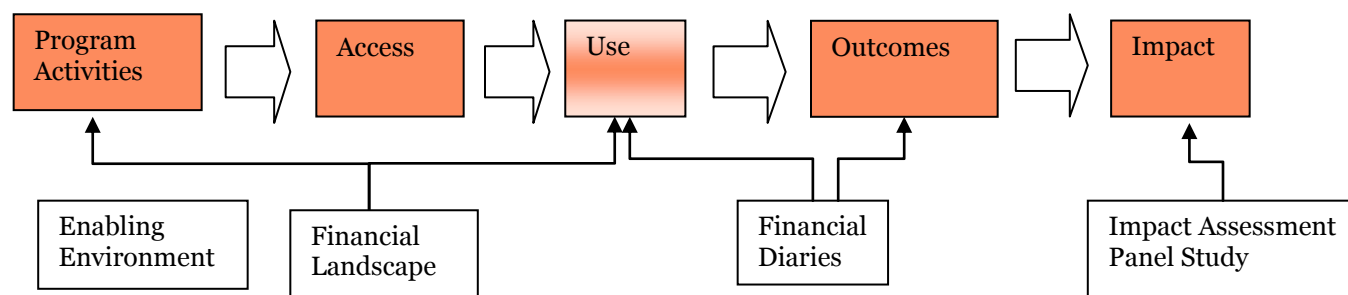 Program
Activities
Access
Use
Outcomes
Impact
Enabling
Environment
Financial
Landscape
Financial
Diaries
Impact Assessment
Panel Study